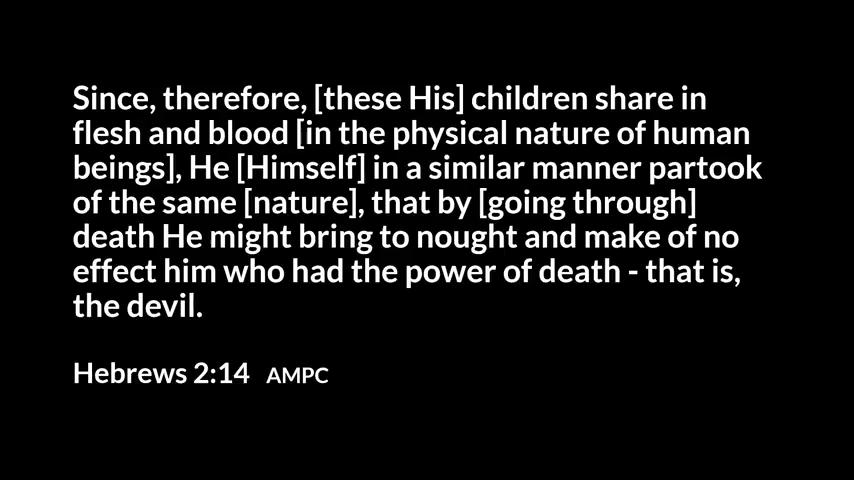 Since, therefore, [these His] children share in
flesh and blood [in the physical nature of human
beings], He [Himself] in a similar manner partook
of the same [nature], that by [going through]
death He might bring to nought and make of no
effect him who had the power of death - that is,
the devil.
Hebrews 2:14 AMPC